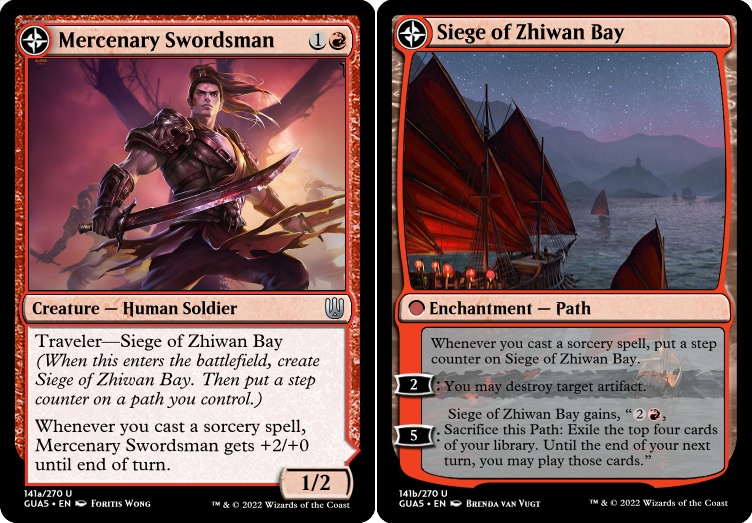 Mercenary Swordsman 1
Creature — Human Soldier
Traveler—Siege of Zhiwan Bay
(When this enters the battlefield, create
Siege of Zhiwan Bay. Then put a step
counter on a path you control.)
Whenever you cast a sorcery spell,
Mercenary Swordsman gets +2/+0
until end of turn.
1/2
141a/270 U
GUA5 • EN Foritis Wong
™ & © 2022 Wizards of the Coast
Siege of Zhiwan Bay
Enchantment — Path
Whenever you cast a sorcery spell, put a step
counter on Siege of Zhiwan Bay.
2 : You may destroy target artifact.
Siege of Zhiwan Bay gains, “2,
5 : Sacrifice this Path: Exile the top four cards
of your library. Until the end of your next
turn, you may play those cards.”
141b/270 U
GUA5 • EN Brenda van Vugt
™ & © 2022 Wizards of the Coast